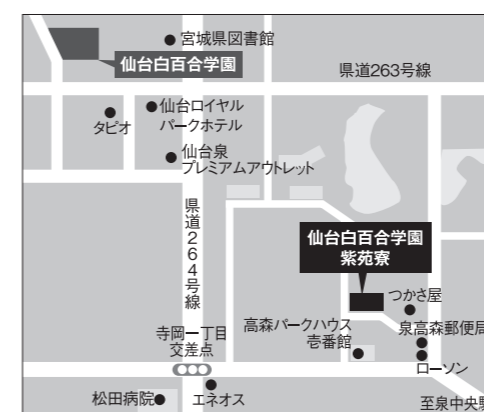 宮城県図書館
仙台白百合学園
県道263号線
仙台ロイヤル
パークホテル
タピオ
仙台泉
プレミアムアウトレット
県道264号線
仙台白百合学園
紫苑寮
つかさ屋
高森パークハウス
壱番館
泉高森郵便局
寺岡一丁目
交差点
ローソン
松田病院
エネオス
至泉中央駅